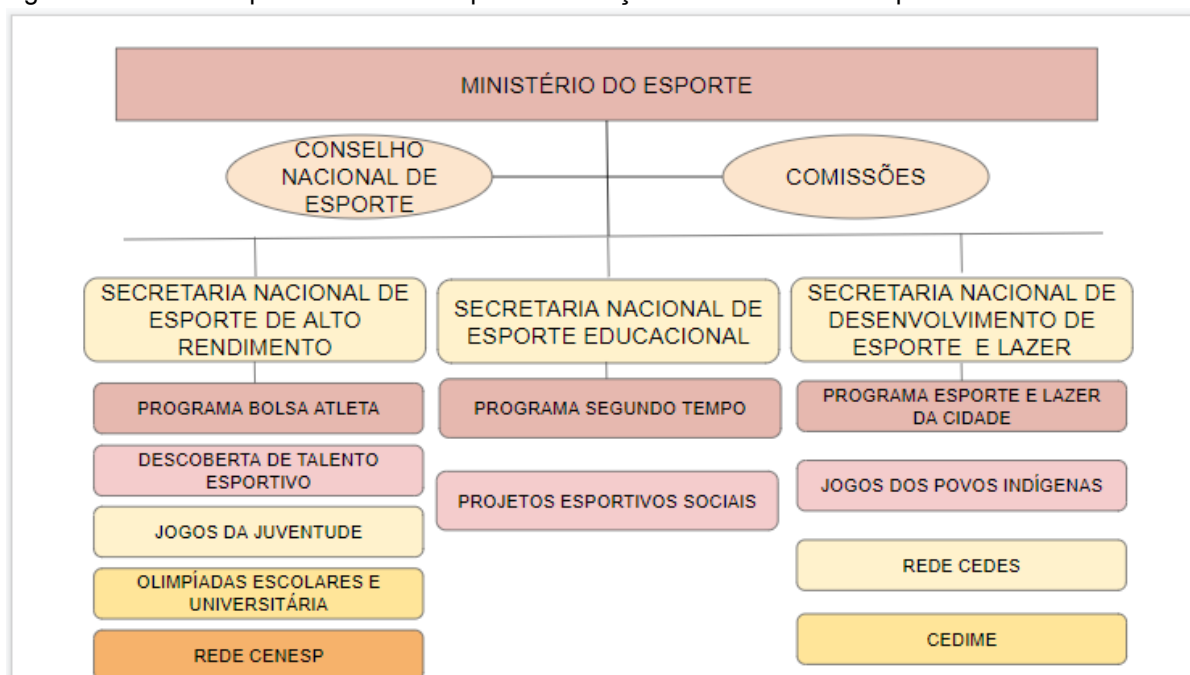 MINISTÉRIO DO ESPORTE
CONSELHO
NACIONAL DE
ESPORTE
COMISSÕES
SECRETARIA NACIONAL DE
ESPORTE DE ALTO
RENDIMENTO
SECRETARIA NACIONAL DE
ESPORTE EDUCACIONAL
SECRETARIA NACIONAL DE
DESENVOLVIMENTO DE
ESPORTE E LAZER
PROGRAMA BOLSA ATLETA
DESCOBERTA DE TALENTO
ESPORTIVO
JOGOS DA JUVENTUDE
OLIMPÍADAS ESCOLARES E
UNIVERSITÁRIA
REDE CENESP
PROGRAMA SEGUNDO TEMPO
PROJETOS ESPORTIVOS SOCIAIS
PROGRAMA ESPORTE E LAZER
DA CIDADE
JOGOS DOS POVOS INDÍGENAS
REDE CEDES
CEDIME